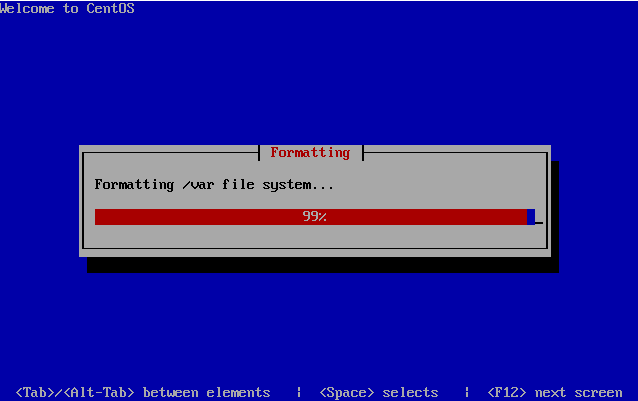 Welcome to CentOS
Formatting
Formatting /var file system...
99%
<Tab>/<Alt-Tab> between elements | <Space> selects | <F12> next screen